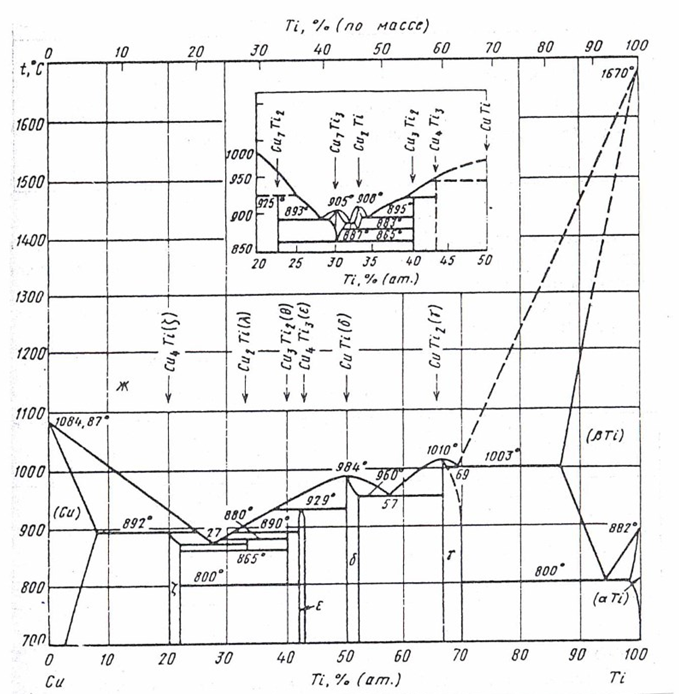 Ti, % (по массе)
0 10 20 30 40 50 60 70 80 90 100
t,°C
1670°
Cu₇Ti₂
Cu₇Ti₃
Cu₂Ti
Cu₃Ti₂
Cu₄Ti₃
CuTi
1000
950
900
850
925°
893°
905°
908°
895°
883°
887°
865°
20 25 30 35 40 45 50
Ti, % (ат.)
1600
1500
1400
1300
1200
1100
1000
900
800
700
Cu₄Ti(ζ)
Cu₂Ti(λ)
Cu₃Ti₂(θ)
Cu₄Ti₃(ε)
CuTi(δ)
CuTi₂(γ)
Ж
1084,87°
(βTi)
984°
960°
1010°
1003°
69
57
929°
(Cu)
892°
27
880°
890°
865°
882°
ζ
800°
δ
γ
800°
ε
(αTi)
0 10 20 30 40 50 60 70 80 90 100
Cu
Ti, % (ат.)
Ti